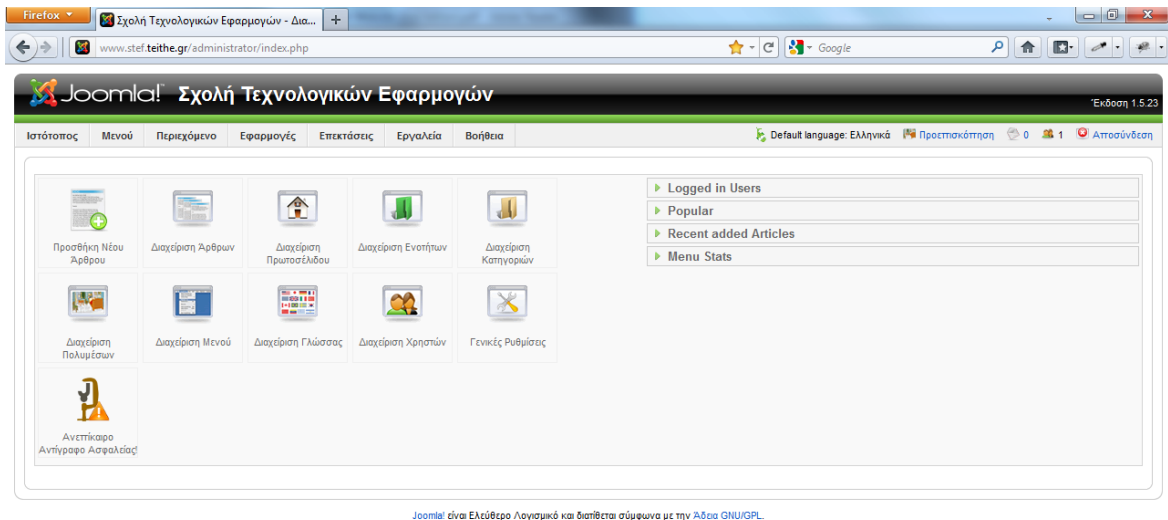 Firefox
Σχολή Τεχνολογικών Εφαρμογών - Δια...
www.stef.teithe.gr/administrator/index.php
Google
Joomla! Σχολή Τεχνολογικών Εφαρμογών
Έκδοση 1.5.23
Ιστότοπος Μενού Περιεχόμενο Εφαρμογές Επεκτάσεις Εργαλεία Βοήθεια
Default language: Ελληνικά Προεπισκόπηση 0 1 Αποσύνδεση
Προσθήκη Νέου
Άρθρου
Διαχείριση Άρθρων
Διαχείριση
Πρωτοσέλιδου
Διαχείριση Ενοτήτων
Διαχείριση
Κατηγοριών
Διαχείριση
Πολυμέσων
Διαχείριση Μενού
Διαχείριση Γλώσσας
Διαχείριση Χρηστών
Γενικές Ρυθμίσεις
Ανεπίκαιρο
Αντίγραφο Ασφαλείας!
Logged in Users
Popular
Recent added Articles
Menu Stats
Joomla! είναι Ελεύθερο Λογισμικό και διατίθεται σύμφωνα με την Άδεια GNU/GPL.